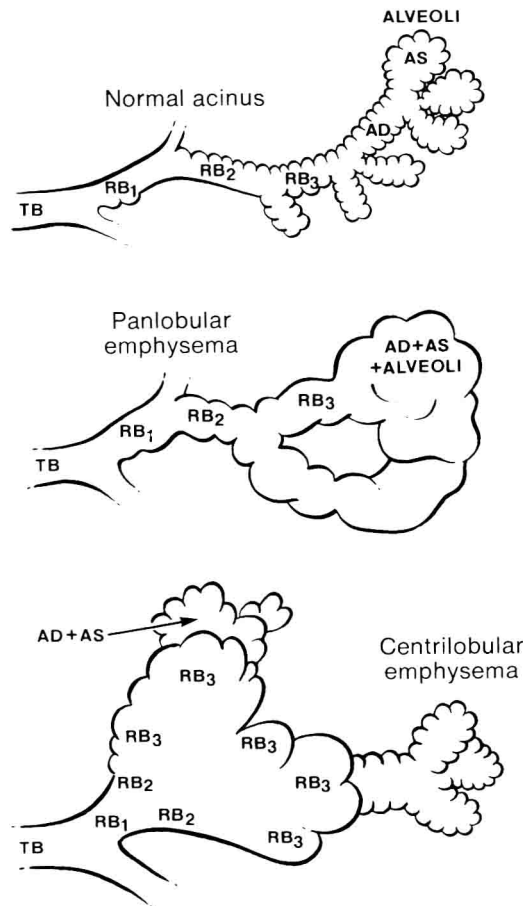 ALVEOLI
AS
Normal acinus
AD
RB₁
RB₂
RB₃
TB
Panlobular
emphysema
AD+AS
+ALVEOLI
RB₃
RB₁
RB₂
TB
AD+AS
Centrilobular
emphysema
RB₃
RB₃
RB₃
RB₂
RB₃
RB₁
RB₂
RB₃
TB